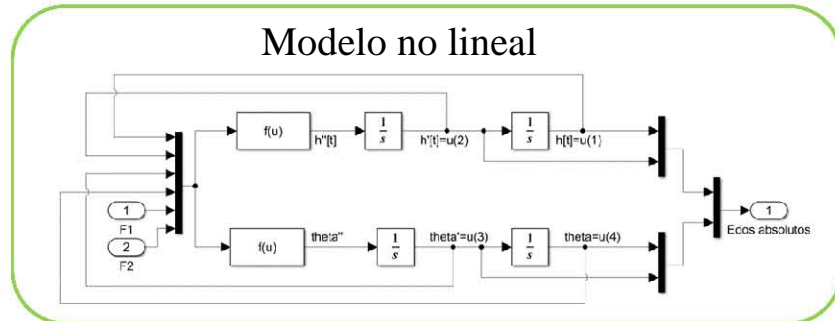 Modelo no lineal
f(u)
h''[t]
1
s
h'[t]=u(2)
1
s
h[t]=u(1)
1
F1
2
F2
f(u)
theta''
1
s
theta'=u(3)
1
s
theta=u(4)
1
Edos absolutos